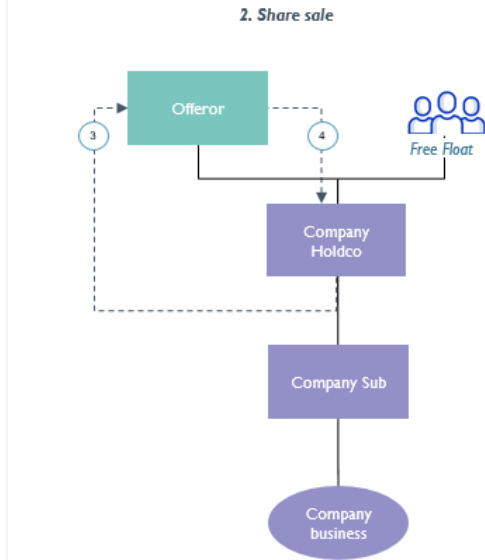 2. Share sale
Offeror
3
4
Free Float
Company
Holdco
Company Sub
Company
business